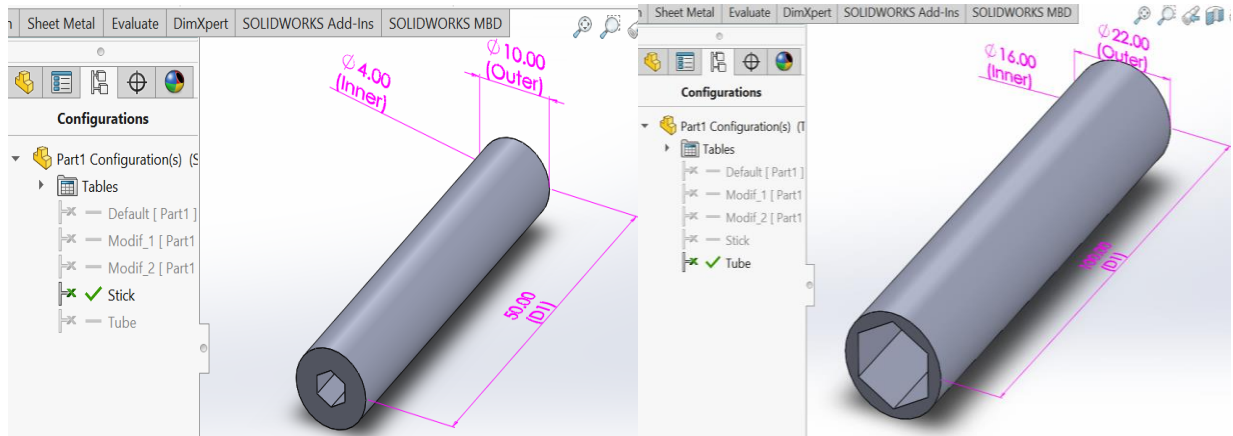 Sheet Metal Evaluate DimXpert SOLIDWORKS Add-Ins SOLIDWORKS MBD
Configurations
Part1 Configuration(s) (S
Tables
Default [ Part1 ]
Modif_1 [ Part1
Modif_2 [ Part1
Stick
Tube
∅ 4.00
(Inner)
∅ 10.00
(Outer)
50.00
(D1)
Sheet Metal Evaluate DimXpert SOLIDWORKS Add-Ins SOLIDWORKS MBD
Configurations
Part1 Configuration(s) (T
Tables
Default [ Part1 ]
Modif_1 [ Part1
Modif_2 [ Part1
Stick
Tube
∅ 16.00
(Inner)
∅ 22.00
(Outer)
100.00
(D1)